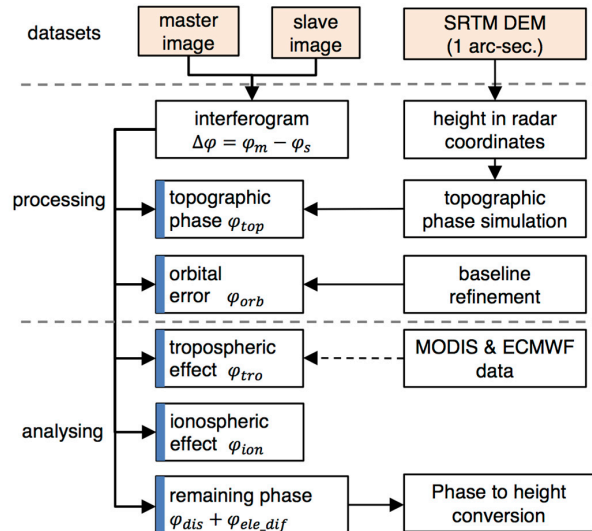 datasets
master
image
slave
image
SRTM DEM
(1 arc-sec.)
processing
interferogram
Δφ = φm − φs
height in radar
coordinates
topographic
phase φtop
topographic
phase simulation
orbital
error φorb
baseline
refinement
analysing
tropospheric
effect φtro
MODIS & ECMWF
data
ionospheric
effect φion
remaining phase
φdis + φele_dif
Phase to height
conversion